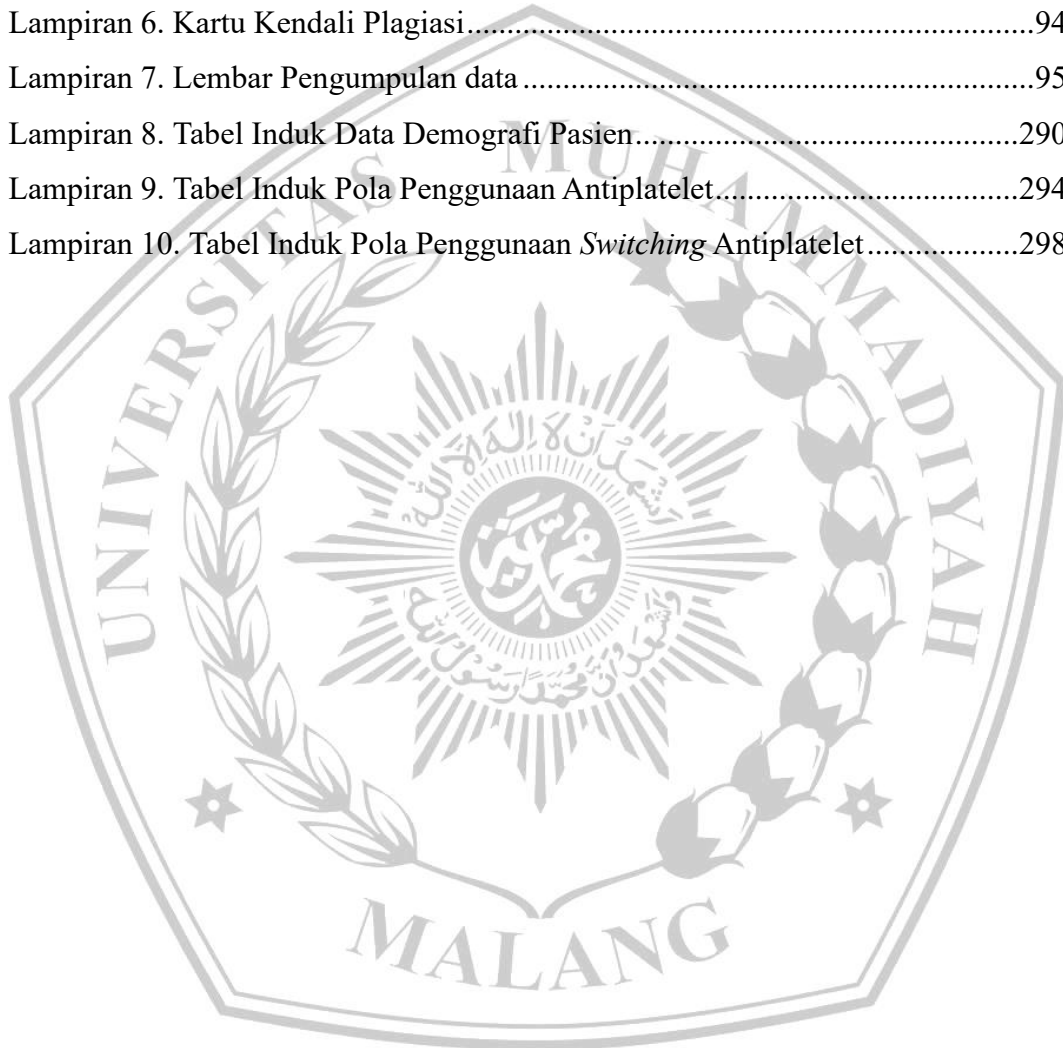 Lampiran 6. Kartu Kendali Plagiasi.......................................................................94
Lampiran 7. Lembar Pengumpulan data................................................................95
Lampiran 8. Tabel Induk Data Demografi Pasien................................................290
Lampiran 9. Tabel Induk Pola Penggunaan Antiplatelet......................................294
Lampiran 10. Tabel Induk Pola Penggunaan Switching Antiplatelet...................298
UNIVERSITAS MUHAMMADIYAH
MALANG